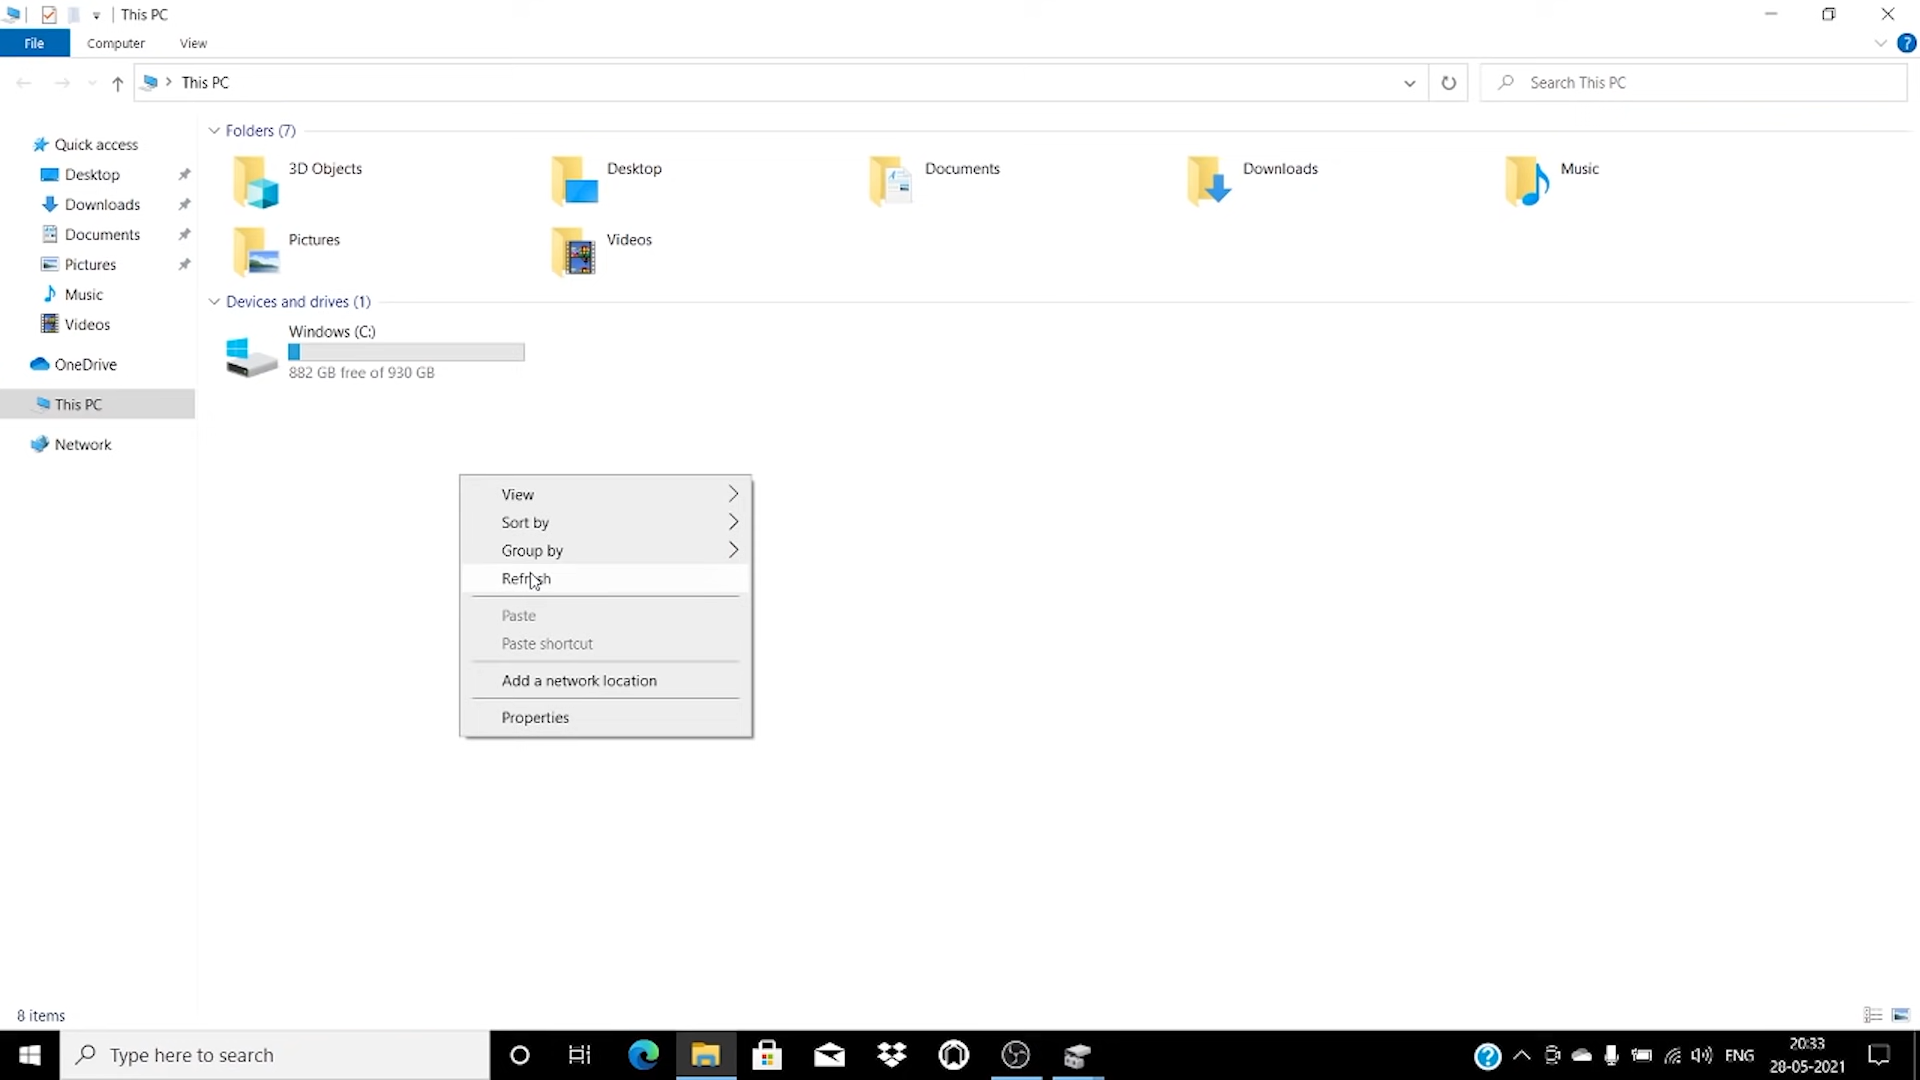 This PC
File Computer View
This PC
Search This PC
Quick access
Desktop
Downloads
Documents
Pictures
Music
Videos
OneDrive
This PC
Network
Folders (7)
3D Objects
Desktop
Documents
Downloads
Music
Pictures
Videos
Devices and drives (1)
Windows (C:)
882 GB free of 930 GB
View
Sort by
Group by
Refresh
Paste
Paste shortcut
Add a network location
Properties
8 items
Type here to search
ENG
20:33
28-05-2021